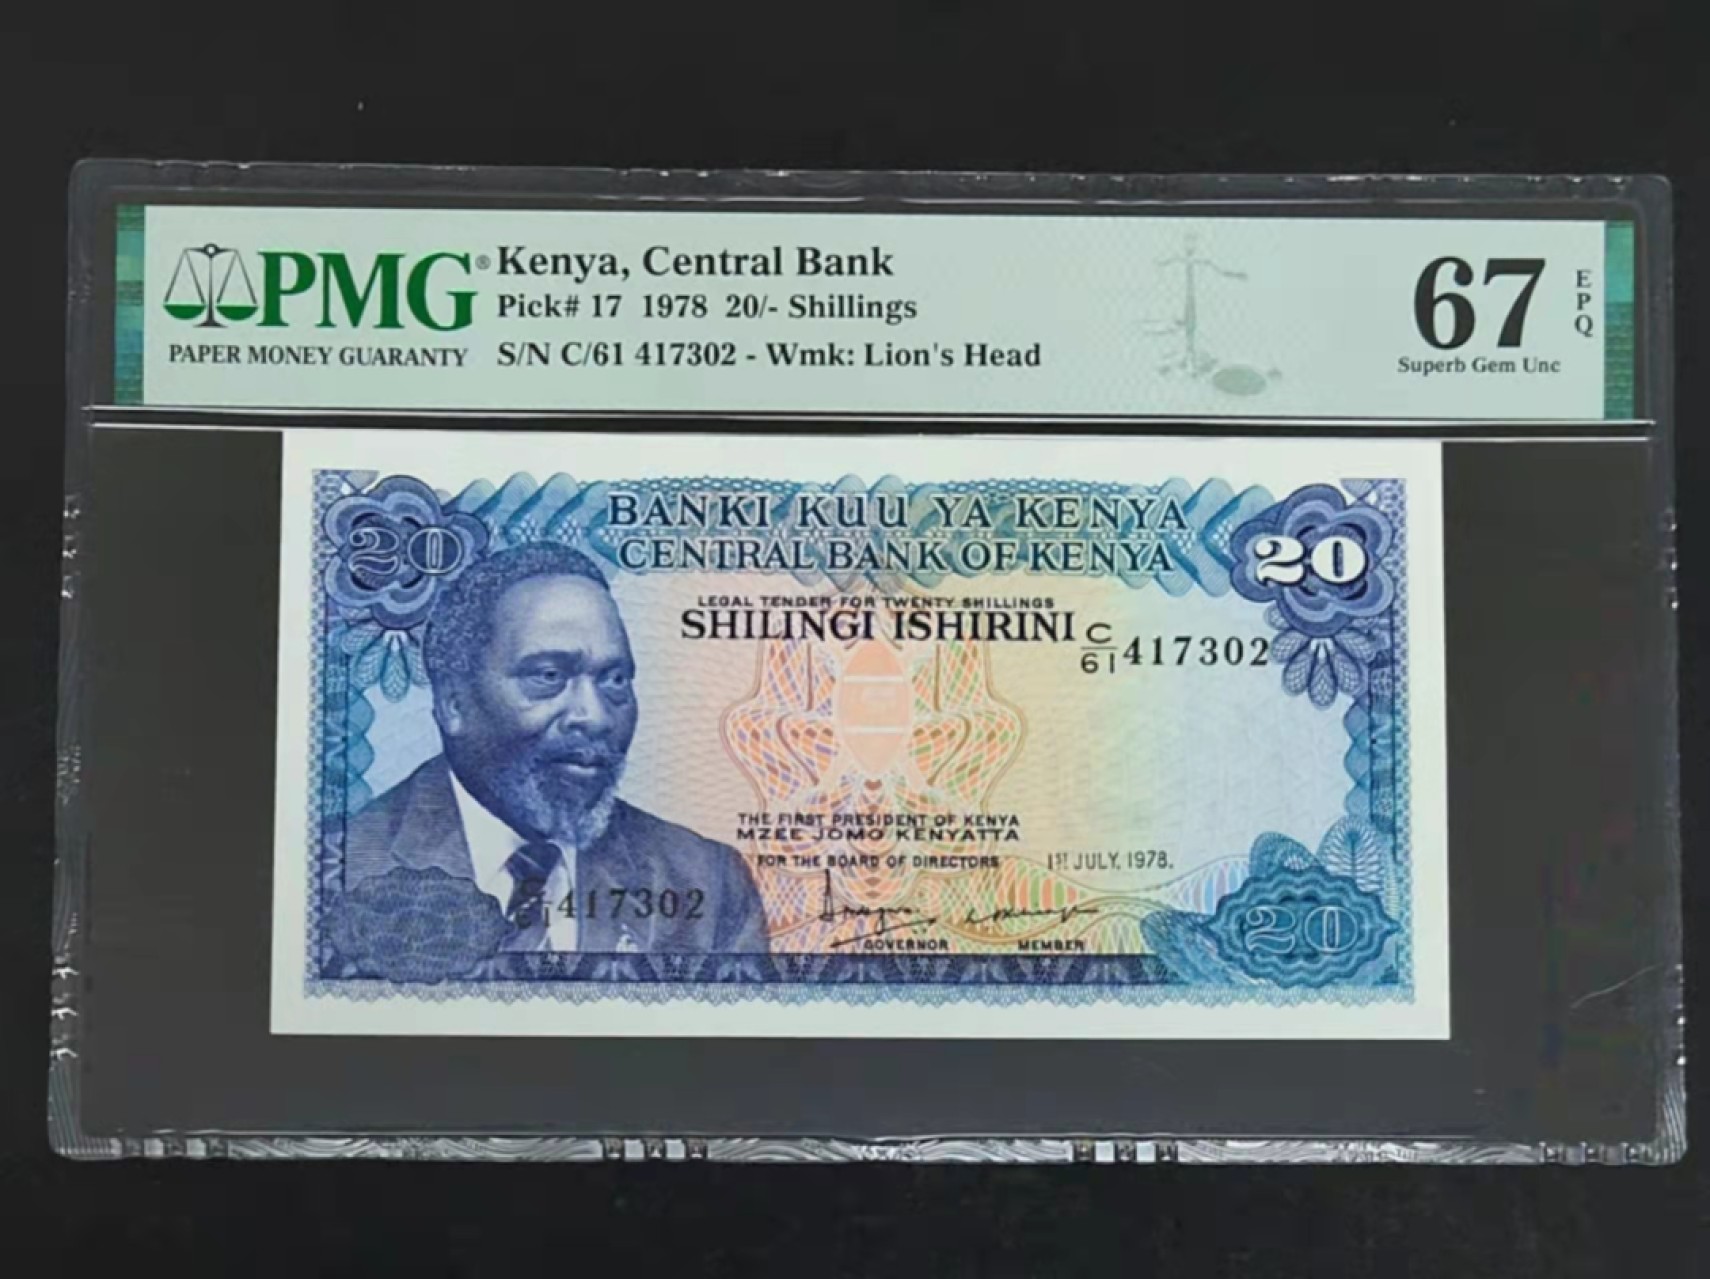 PMG®
PAPER MONEY GUARANTY
Kenya, Central Bank
Pick# 17 1978 20/- Shillings
S/N C/61 417302 - Wmk: Lion's Head
67
EPQ
Superb Gem Unc
BANKI KUU YA KENYA
CENTRAL BANK OF KENYA
20
20
LEGAL TENDER FOR TWENTY SHILLINGS
SHILINGI ISHIRINI
C/61 417302
THE FIRST PRESIDENT OF KENYA
MZEE JOMO KENYATTA
FOR THE BOARD OF DIRECTORS
1ST JULY, 1978.
C/61 417302
GOVERNOR
MEMBER
20